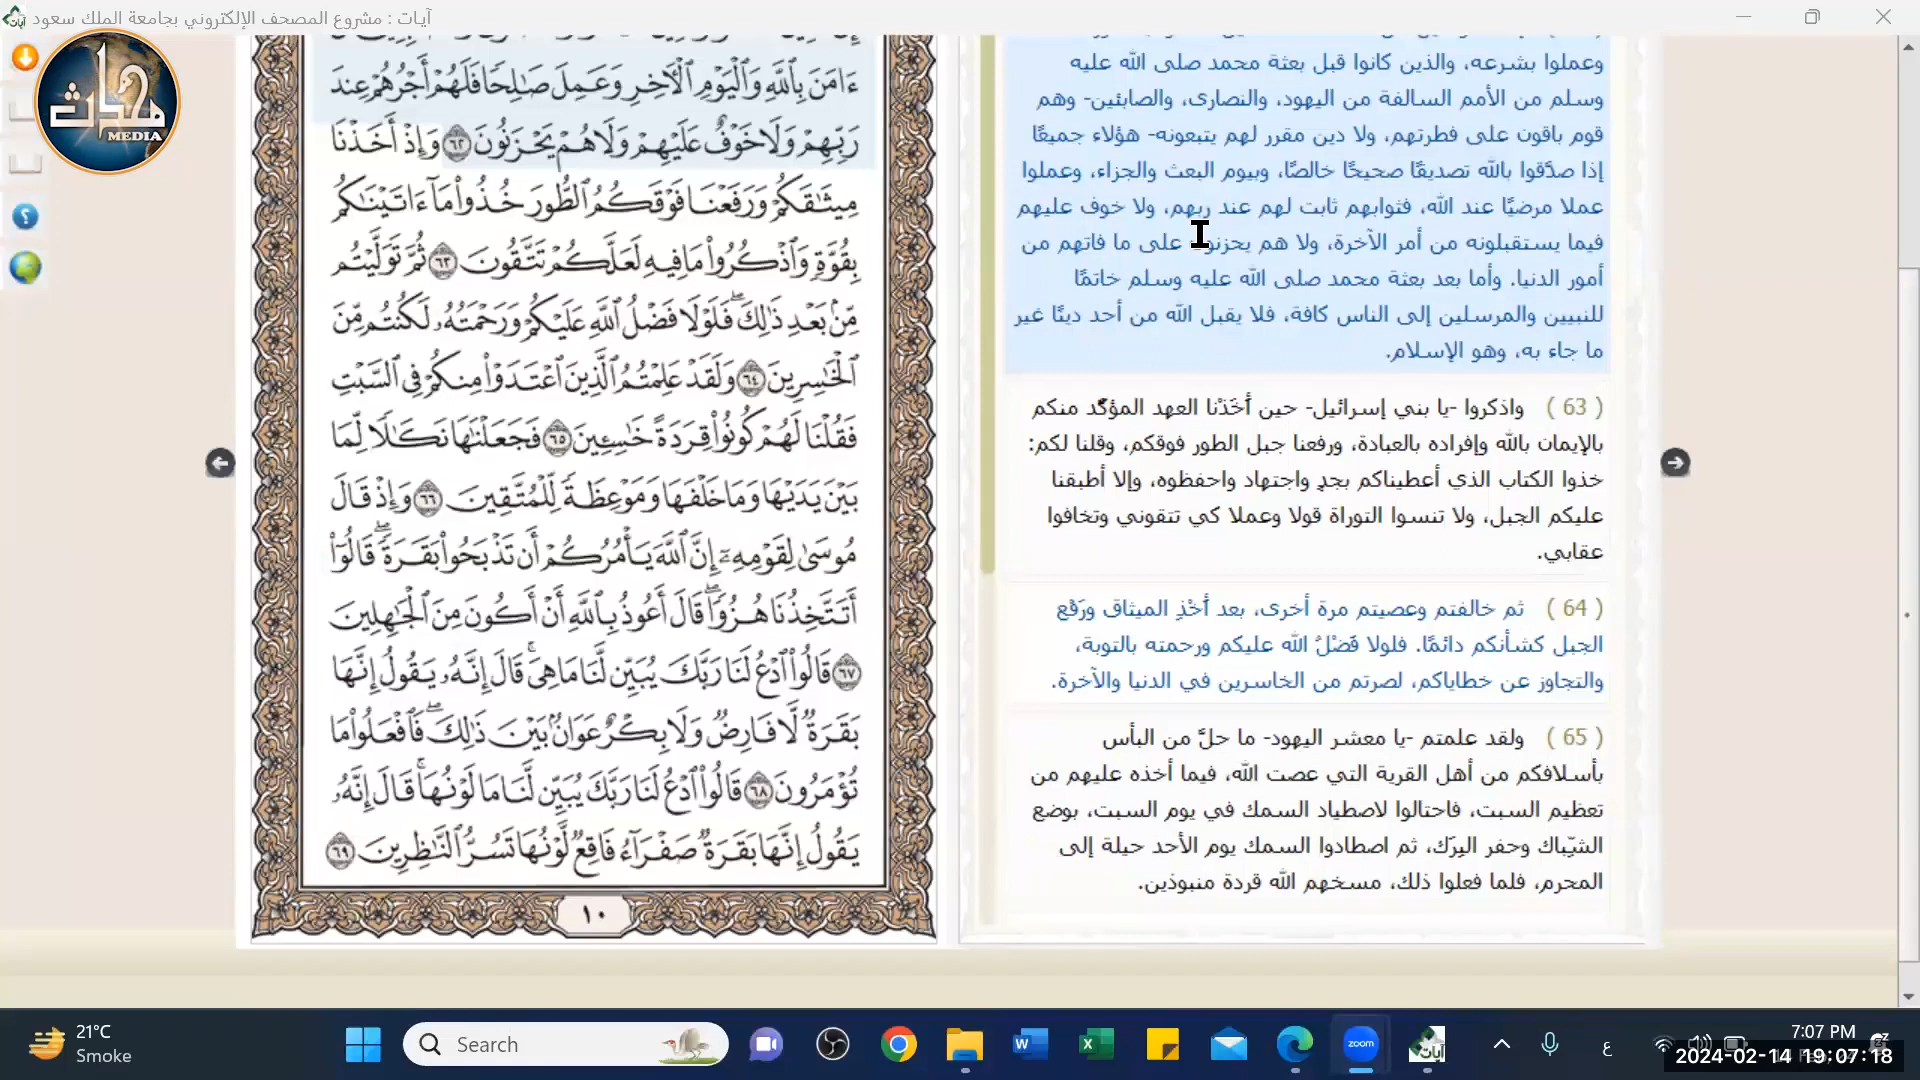 آيات : مشروع المصحف الإلكتروني بجامعة الملك سعود
هدهد
MEDIA
ءَامَنَ بِٱللَّهِ وَٱلْيَوْمِ ٱلْءَاخِرِ وَعَمِلَ صَٰلِحًا فَلَهُمْ أَجْرُهُمْ عِندَ
رَبِّهِمْ وَلَا خَوْفٌ عَلَيْهِمْ وَلَا هُمْ يَحْزَنُونَ ٦٢ وَإِذْ أَخَذْنَا
مِيثَٰقَكُمْ وَرَفَعْنَا فَوْقَكُمُ ٱلطُّورَ خُذُوا۟ مَآ ءَاتَيْنَٰكُم
بِقُوَّةٍ وَٱذْكُرُوا۟ مَا فِيهِ لَعَلَّكُمْ تَتَّقُونَ ٦٣ ثُمَّ تَوَلَّيْتُم
مِّنۢ بَعْدِ ذَٰلِكَ ۖ فَلَوْلَا فَضْلُ ٱللَّهِ عَلَيْكُمْ وَرَحْمَتُهُۥ لَكُنتُم مِّنَ
ٱلْخَٰسِرِينَ ٦٤ وَلَقَدْ عَلِمْتُمُ ٱلَّذِينَ ٱعْتَدَوْا۟ مِنكُمْ فِى ٱلسَّبْتِ
فَقُلْنَا لَهُمْ كُونُوا۟ قِرَدَةً خَٰسِـِٔينَ ٦٥ فَجَعَلْنَٰهَا نَكَٰلًا لِّمَا
بَيْنَ يَدَيْهَا وَمَا خَلْفَهَا وَمَوْعِظَةً لِّلْمُتَّقِينَ ٦٦ وَإِذْ قَالَ
مُوسَىٰ لِقَوْمِهِۦٓ إِنَّ ٱللَّهَ يَأْمُرُكُمْ أَن تَذْبَحُوا۟ بَقَرَةً ۖ قَالُوٓا۟
أَتَتَّخِذُنَا هُزُوًا ۖ قَالَ أَعُوذُ بِٱللَّهِ أَنْ أَكُونَ مِنَ ٱلْجَٰهِلِينَ
٦٧ قَالُوا۟ ٱدْعُ لَنَا رَبَّكَ يُبَيِّن لَّنَا مَا هِىَ ۚ قَالَ إِنَّهُۥ يَقُولُ إِنَّهَا
بَقَرَةٌ لَّا فَارِضٌ وَلَا بِكْرٌ عَوَانٌۢ بَيْنَ ذَٰلِكَ ۖ فَٱفْعَلُوا۟ مَا
تُؤْمَرُونَ ٦٨ قَالُوا۟ ٱدْعُ لَنَا رَبَّكَ يُبَيِّن لَّنَا مَا لَوْنُهَا ۚ قَالَ إِنَّهُۥ
يَقُولُ إِنَّهَا بَقَرَةٌ صَفْرَآءُ فَاقِعٌ لَّوْنُهَا تَسُرُّ ٱلنَّٰظِرِينَ ٦٩
١٠
وعملوا بشرعه، والذين كانوا قبل بعثة محمد صلى الله عليه
وسلم من الأمم السالفة من اليهود، والنصارى، والصابئين- وهم
قوم باقون على فطرتهم، ولا دين مقرر لهم يتبعونه- هؤلاء جميعًا
إذا صدَّقوا بالله تصديقًا صحيحًا خالصًا، وبيوم البعث والجزاء، وعملوا
عملا مرضيًا عند الله، فثوابهم ثابت لهم عند ربهم، ولا خوف عليهم
فيما يستقبلونه من أمر الآخرة، ولا هم يحزنون على ما فاتهم من
أمور الدنيا. وأما بعد بعثة محمد صلى الله عليه وسلم خاتمًا
للنبيين والمرسلين إلى الناس كافة، فلا يقبل الله من أحد دينًا غير
ما جاء به، وهو الإسلام.
( 63 ) واذكروا -يا بني إسرائيل- حين أَخَذْنا العهد المؤكَّد منكم
بالإيمان بالله وإفراده بالعبادة، ورفعنا جبل الطور فوقكم، وقلنا لكم:
خذوا الكتاب الذي أعطيناكم بجدٍ واجتهاد واحفظوه، وإلا أطبقنا
عليكم الجبل، ولا تنسوا التوراة قولا وعملا كي تتقوني وتخافوا
عقابي.
( 64 ) ثم خالفتم وعصيتم مرة أخرى، بعد أَخْذِ الميثاق ورَفْع
الجبل كشأنكم دائمًا. فلولا فَضْلُ الله عليكم ورحمته بالتوبة،
والتجاوز عن خطاياكم، لصرتم من الخاسرين في الدنيا والآخرة.
( 65 ) ولقد علمتم -يا معشر اليهود- ما حلَّ من البأس
بأسلافكم من أهل القرية التي عصت الله، فيما أخذه عليهم من
تعظيم السبت، فاحتالوا لاصطياد السمك في يوم السبت، بوضع
الشِّباك وحفر البِرَك، ثم اصطادوا السمك يوم الأحد حيلة إلى
المحرم، فلما فعلوا ذلك، مسخهم الله قردة منبوذين.
21°C
Smoke
Search
zoom
آيات
ع
7:07 PM
2024-02-14 19:07:18